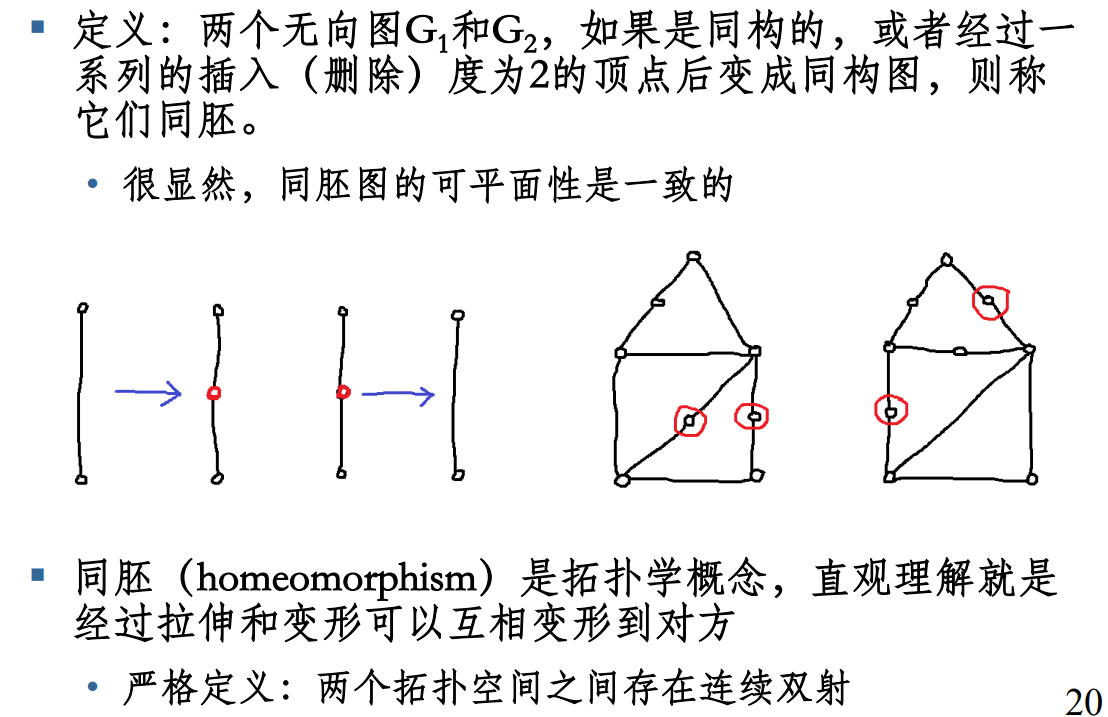 ▪ 定义：两个无向图G₁和G₂，如果是同构的，或者经过一
系列的插入（删除）度为2的顶点后变成同构图，则称
它们同胚。
• 很显然，同胚图的可平面性是一致的
▪ 同胚（homeomorphism）是拓扑学概念，直观理解就是
经过拉伸和变形可以互相变形到对方
• 严格定义：两个拓扑空间之间存在连续双射
20